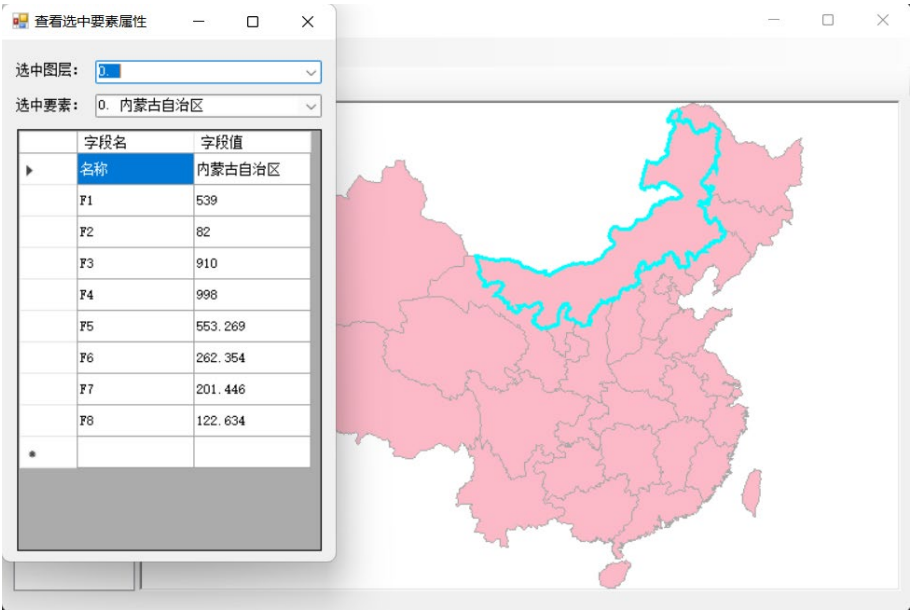 查看选中要素属性
选中图层: 0.
选中要素: 0. 内蒙古自治区
字段名 字段值
名称 内蒙古自治区
F1 539
F2 82
F3 910
F4 998
F5 553.269
F6 262.354
F7 201.446
F8 122.634